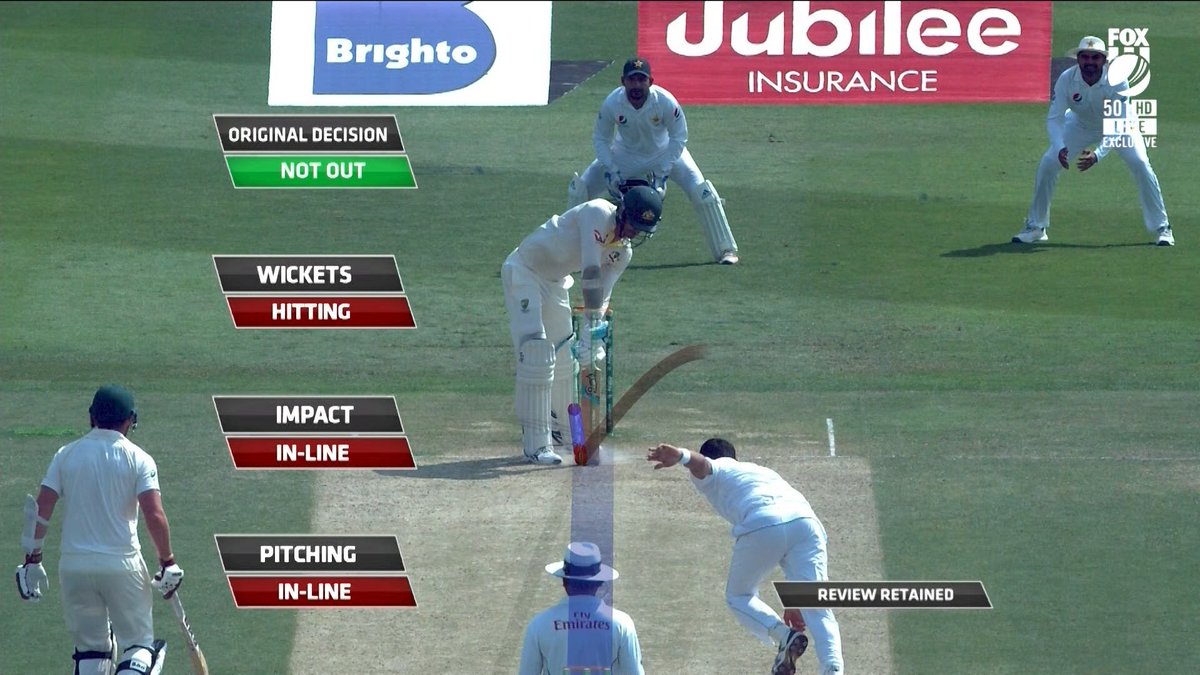 Brighto
Jubilee
INSURANCE
FOX
501 HD
LIVE
EXCLUSIVE
ORIGINAL DECISION
NOT OUT
WICKETS
HITTING
IMPACT
IN-LINE
PITCHING
IN-LINE
REVIEW RETAINED
Fly
Emirates